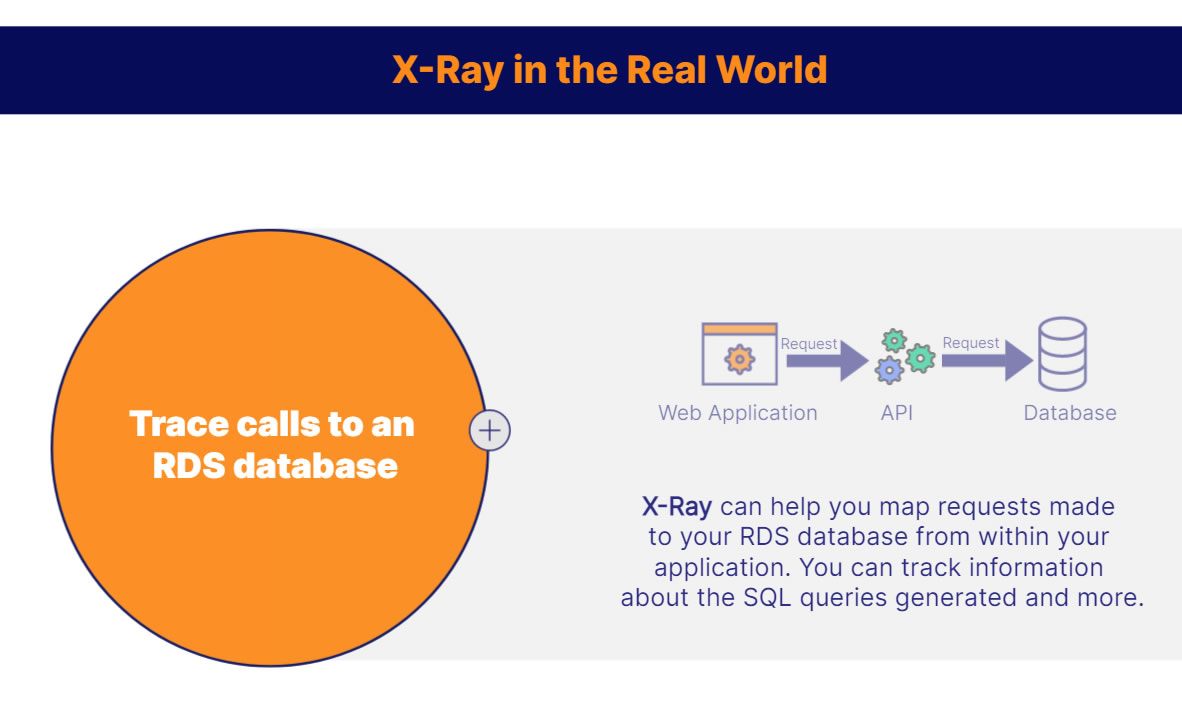 X-Ray in the Real World
Trace calls to an
RDS database
Request
Request
Web Application
API
Database
X-Ray can help you map requests made
to your RDS database from within your
application. You can track information
about the SQL queries generated and more.